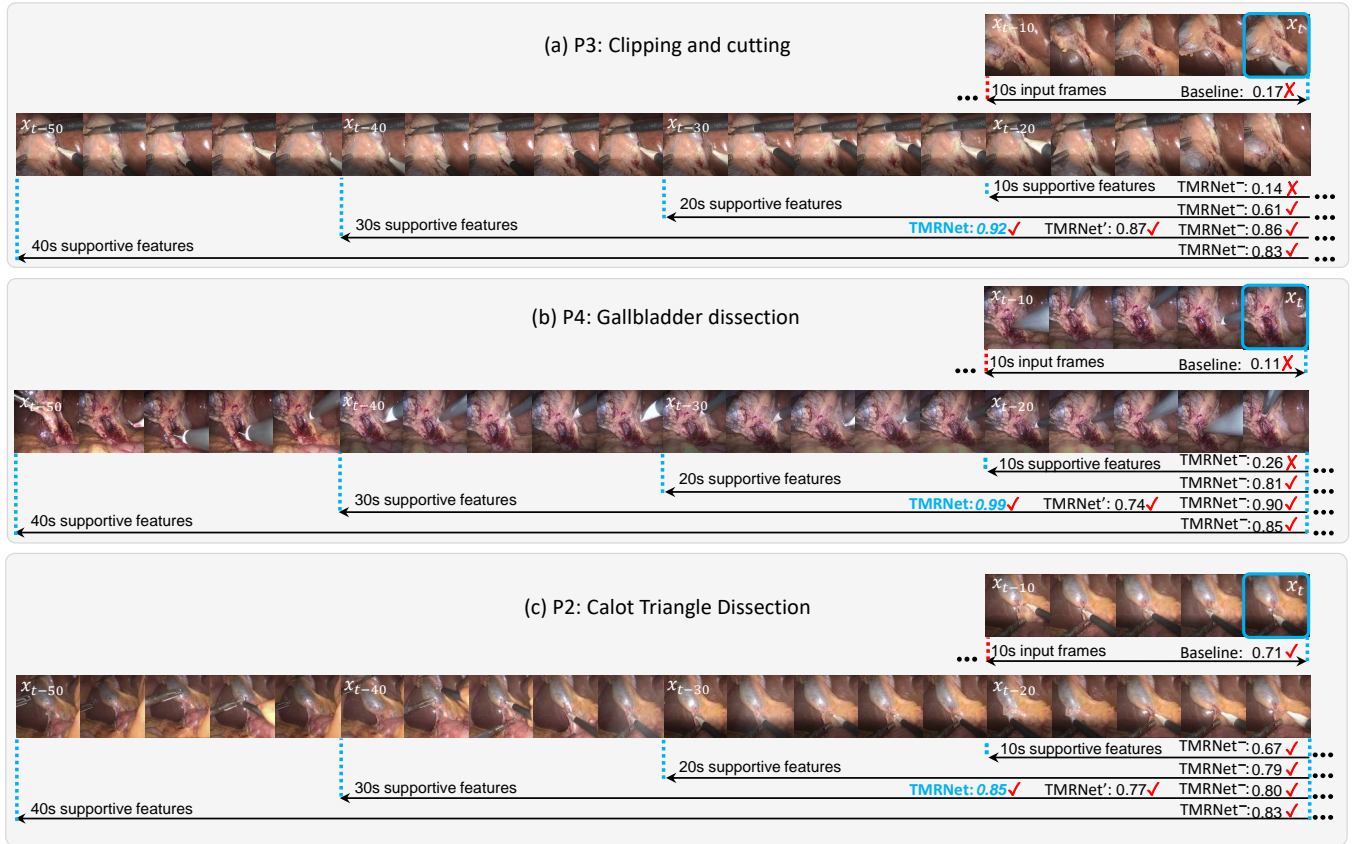 (a) P3: Clipping and cutting
x_{t−10} x_t
••• 10s input frames Baseline: 0.17 ✗
x_{t−50} x_{t−40} x_{t−30} x_{t−20}
10s supportive features TMRNet⁻: 0.14 ✗ •••
20s supportive features TMRNet⁻: 0.61 ✓ •••
30s supportive features TMRNet: 0.92 ✓ TMRNet′: 0.87 ✓ TMRNet⁻: 0.86 ✓ •••
40s supportive features TMRNet⁻: 0.83 ✓ •••
(b) P4: Gallbladder dissection
x_{t−10} x_t
••• 10s input frames Baseline: 0.11 ✗
x_{t−50} x_{t−40} x_{t−30} x_{t−20}
10s supportive features TMRNet⁻: 0.26 ✗ •••
20s supportive features TMRNet⁻: 0.81 ✓ •••
30s supportive features TMRNet: 0.99 ✓ TMRNet′: 0.74 ✓ TMRNet⁻: 0.90 ✓ •••
40s supportive features TMRNet⁻: 0.85 ✓ •••
(c) P2: Calot Triangle Dissection
x_{t−10} x_t
••• 10s input frames Baseline: 0.71 ✓
x_{t−50} x_{t−40} x_{t−30} x_{t−20}
10s supportive features TMRNet⁻: 0.67 ✓ •••
20s supportive features TMRNet⁻: 0.79 ✓ •••
30s supportive features TMRNet: 0.85 ✓ TMRNet′: 0.77 ✓ TMRNet⁻: 0.80 ✓ •••
40s supportive features TMRNet⁻: 0.83 ✓ •••